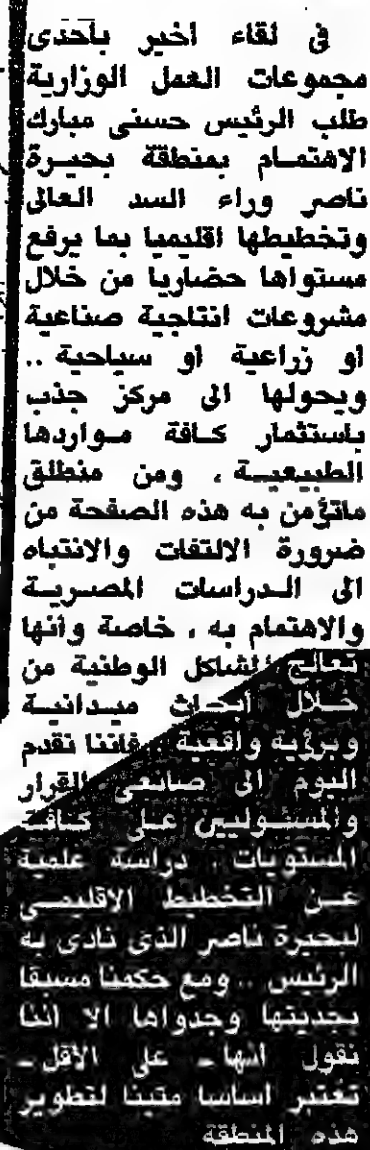 فى لقاء اخير باحدى
مجموعات العمل الوزارية
طلب الرئيس حسنى مبارك
الاهتمام بمنطقة بحيرة
ناصر وراء السد العالى
وتخطيطها اقليميا بما يرفع
مستواها حضاريا من خلال
مشروعات انتاجية صناعية
او زراعية او سياحية ..
ويحولها الى مركز جذب
باستثمار كافة مواردها
الطبيعية ، ومن منطلق
ماتؤمن به هذه الصفحة من
ضرورة الالتفات والانتباه
الى الدراسات المصرية
والاهتمام به ، خاصة وأنها
تعالج المشاكل الوطنية من
خلال أبحاث ميدانية
وبرؤية واقعية ، فاننا نقدم
اليوم الى صانعى القرار
والمسئوليين على كافة
المستويات ، دراسة علمية
عن التخطيط الاقليمى
لبحيرة ناصر الذى نادى به
الرئيس .. ومع حكمنا مسبقا
بجديتها وجدواها الا اننا
نقول انها ـ على الأقل ـ
تعتبر اساسا متينا لتطوير
هذه المنطقة